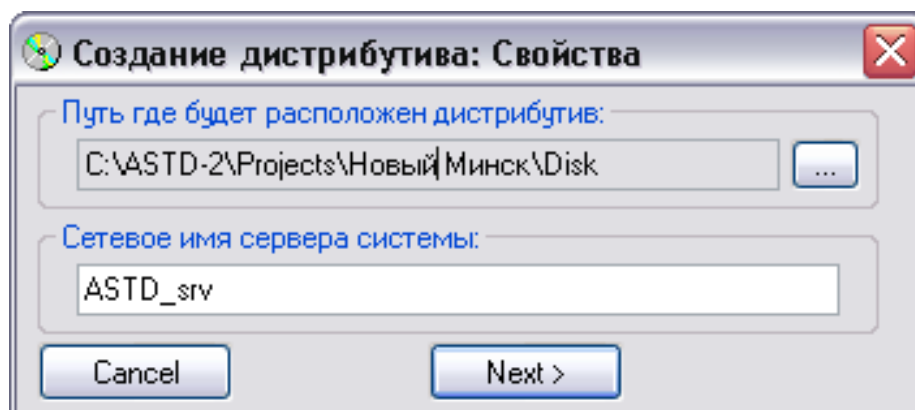 Создание дистрибутива: Свойства
Путь где будет расположен дистрибутив:
C:\ASTD-2\Projects\Новый Минск\Disk
...
Сетевое имя сервера системы:
ASTD_srv
Cancel
Next >